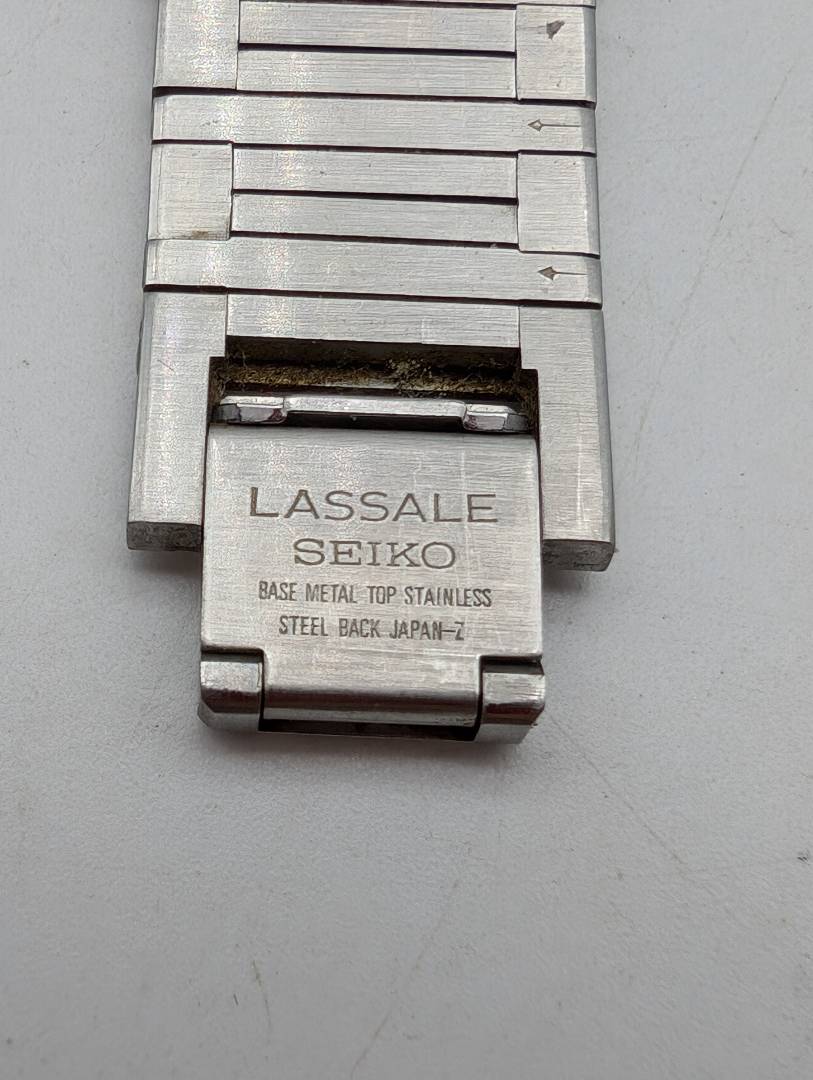 LASSALE
SEIKO
BASE METAL TOP STAINLESS
STEEL BACK JAPAN-Z